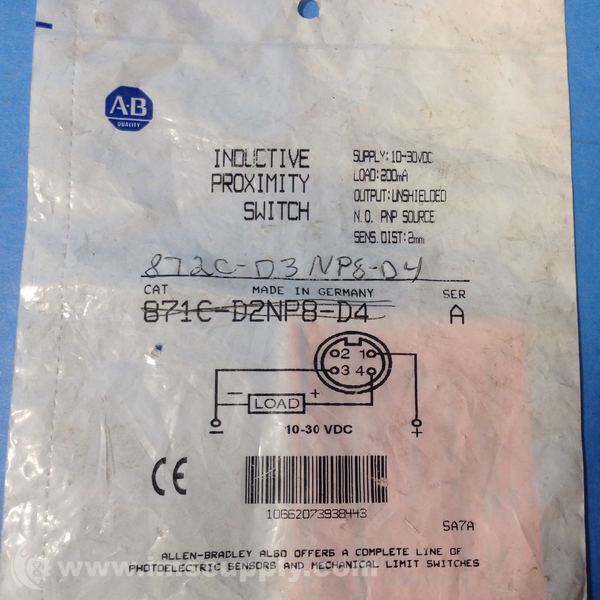 A-B
QUALITY
INDUCTIVE
PROXIMITY
SWITCH
SUPPLY: 10-30VDC
LOAD: 200mA
OUTPUT: UNSHIELDED
N.O. PNP SOURCE
SENS. DIST: 2mm
872C-D3NP8-D4
CAT MADE IN GERMANY SER
871C-D2NP8-D4 A
2 1
3 4
− LOAD +
− 10-30 VDC +
CE
10662073938443
SA7A
ALLEN-BRADLEY ALSO OFFERS A COMPLETE LINE OF
PHOTOELECTRIC SENSORS AND MECHANICAL LIMIT SWITCHES